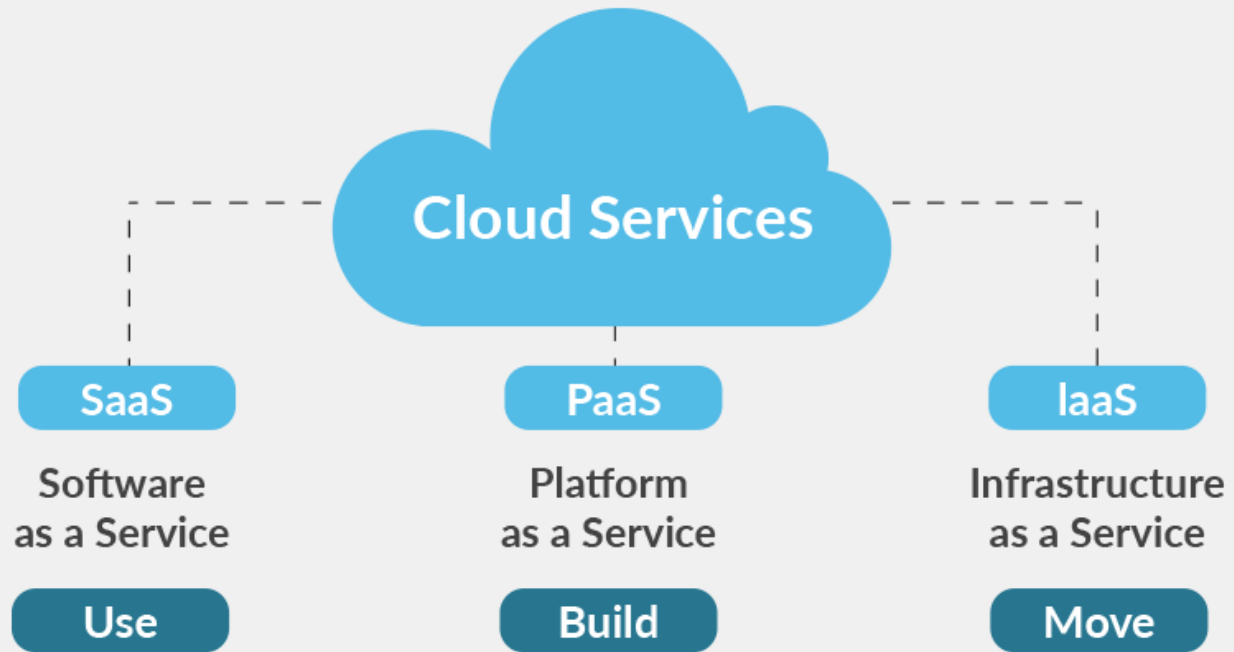 Cloud Services
SaaS
PaaS
IaaS
Software
as a Service
Platform
as a Service
Infrastructure
as a Service
Use
Build
Move